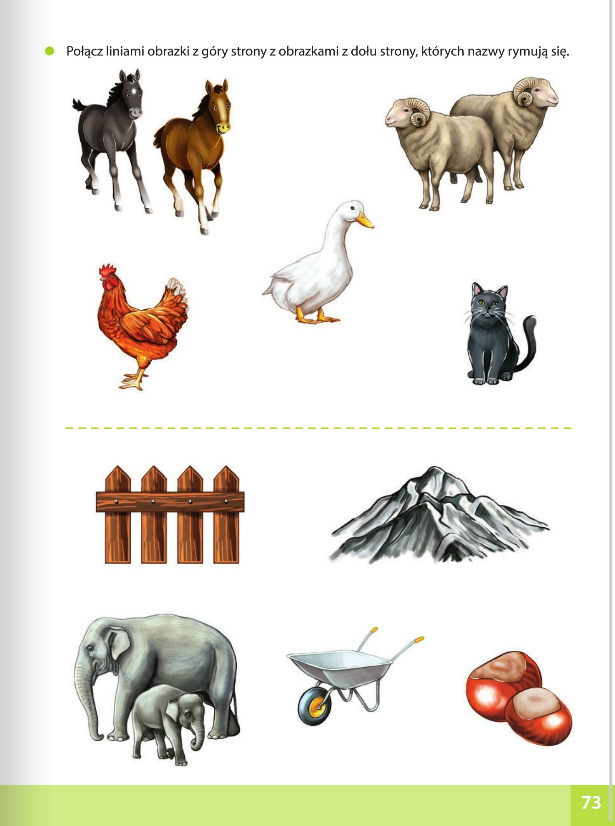 Połącz liniami obrazki z góry strony z obrazkami z dołu strony, których nazwy rymują się.
73